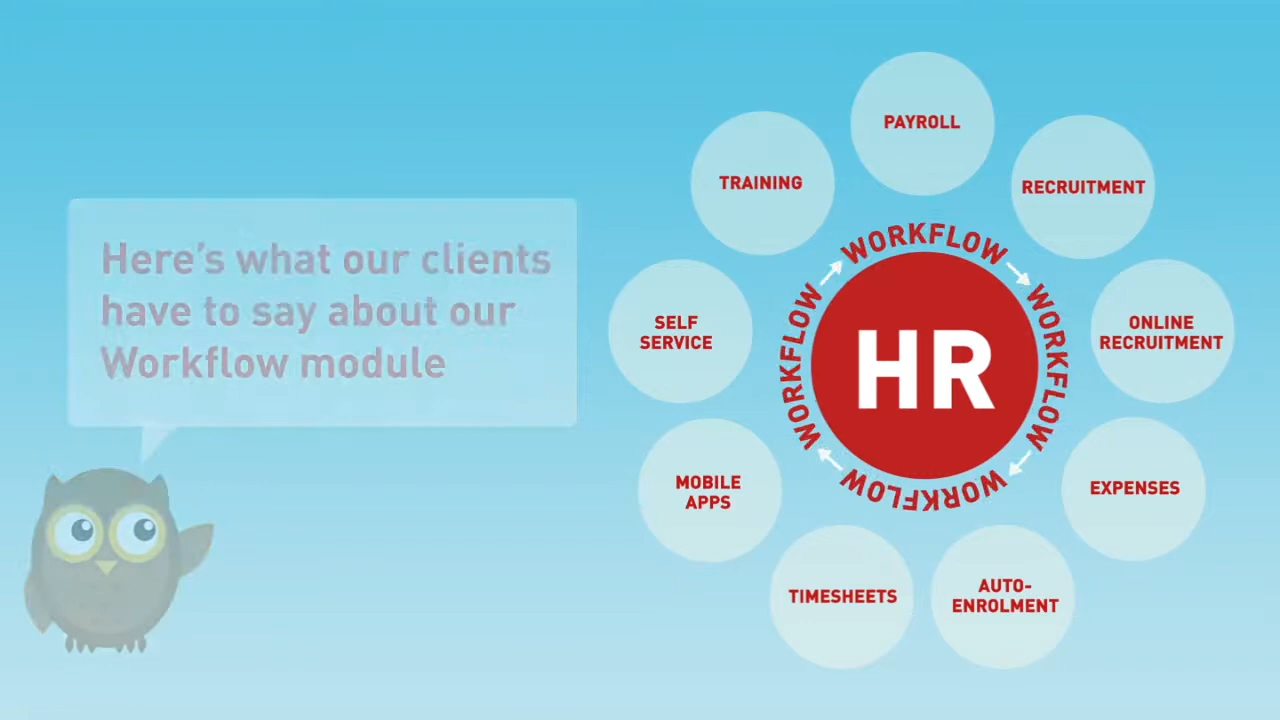 Here's what our clients
have to say about our
Workflow module
PAYROLL
TRAINING
RECRUITMENT
WORKFLOW
WORKFLOW
WORKFLOW
WORKFLOW
HR
SELF
SERVICE
ONLINE
RECRUITMENT
MOBILE
APPS
EXPENSES
TIMESHEETS
AUTO-
ENROLMENT